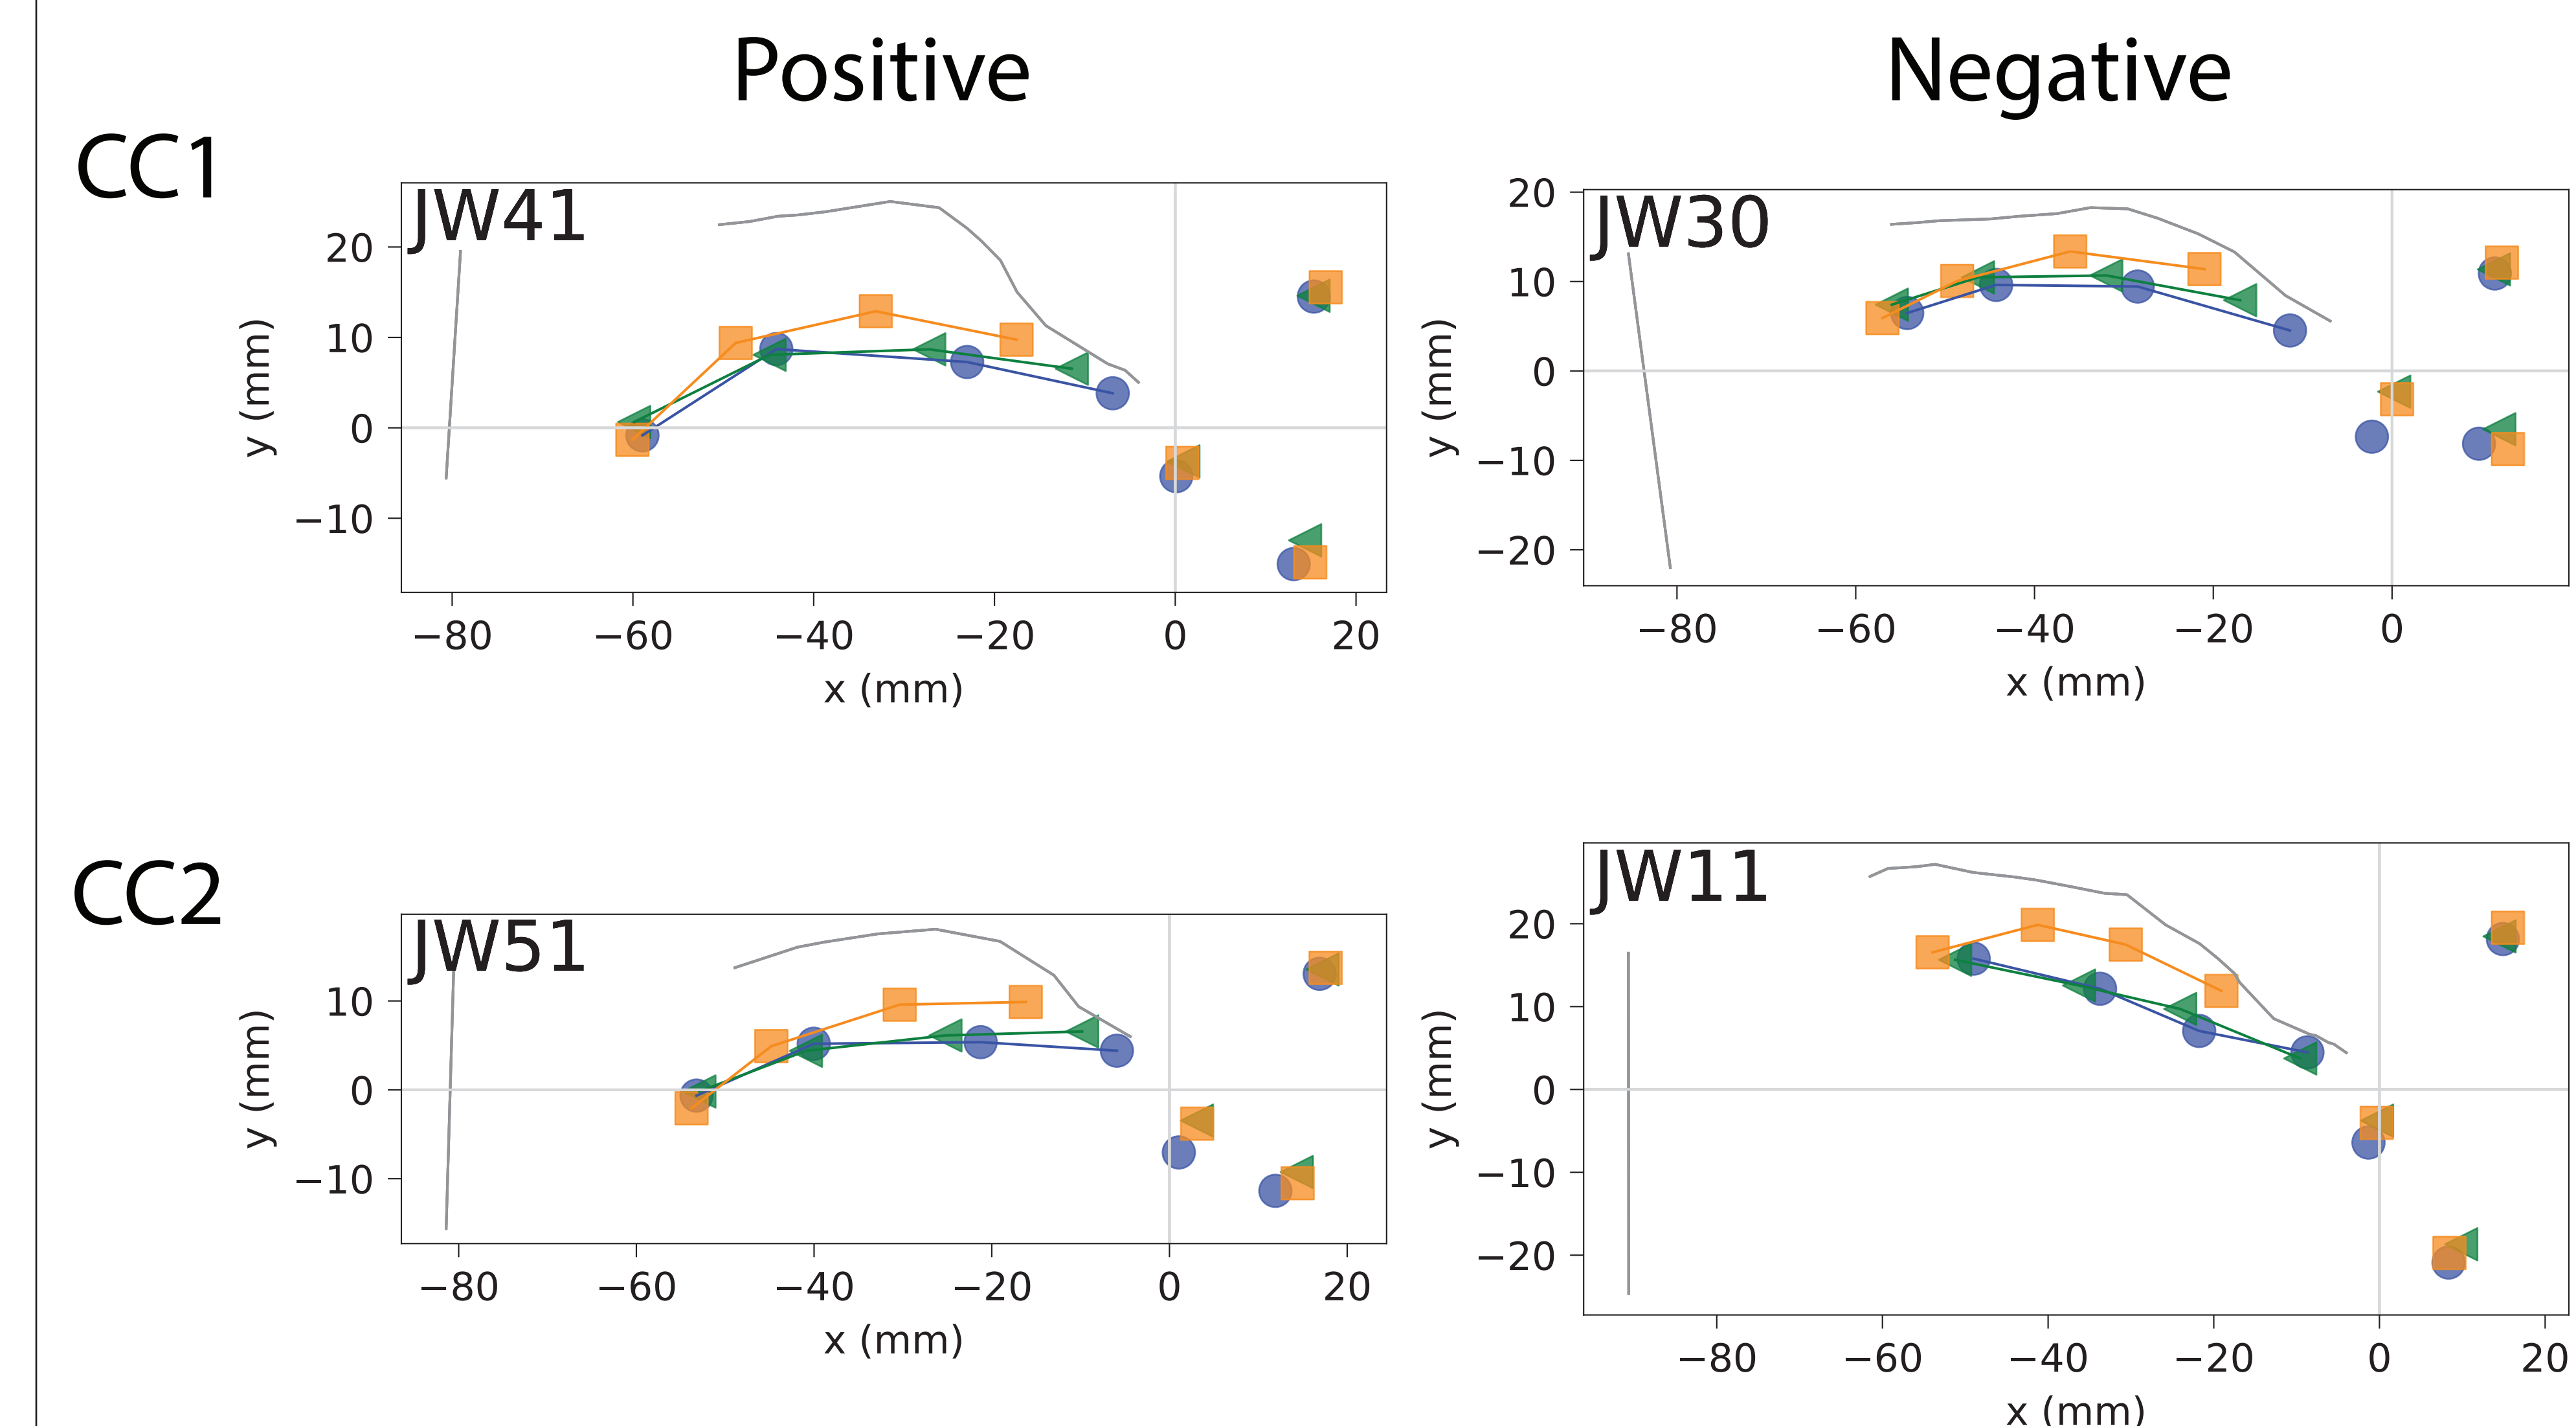 Positive Negative
CC1
JW41
20
10
0
−10
y (mm)
−80 −60 −40 −20 0 20
x (mm)
JW30
20
10
0
−10
−20
y (mm)
−80 −60 −40 −20 0
x (mm)
CC2
JW51
10
0
−10
y (mm)
−80 −60 −40 −20 0 20
x (mm)
JW11
20
10
0
−10
−20
y (mm)
−80 −60 −40 −20 0 20
x (mm)